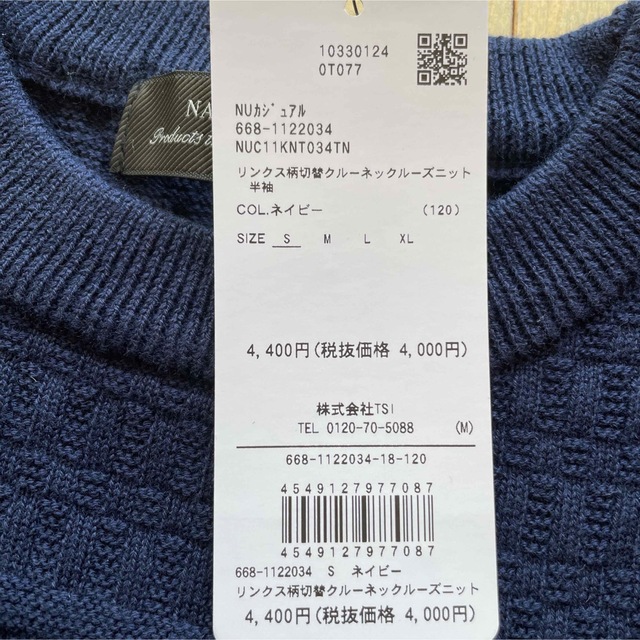 NA
Products
10330124
0T077
NUカジュアル
668-1122034
NUC11KNT034TN
リンクス柄切替クルーネックルーズニット
半袖
COL.ネイビー (120)
SIZE S M L XL
4,400円(税抜価格 4,000円)
株式会社TSI
TEL 0120-70-5088 (M)
668-1122034-18-120
4549127977087
4549127977087
668-1122034 S ネイビー
リンクス柄切替クルーネックルーズニット
4,400円(税抜価格 4,000円)